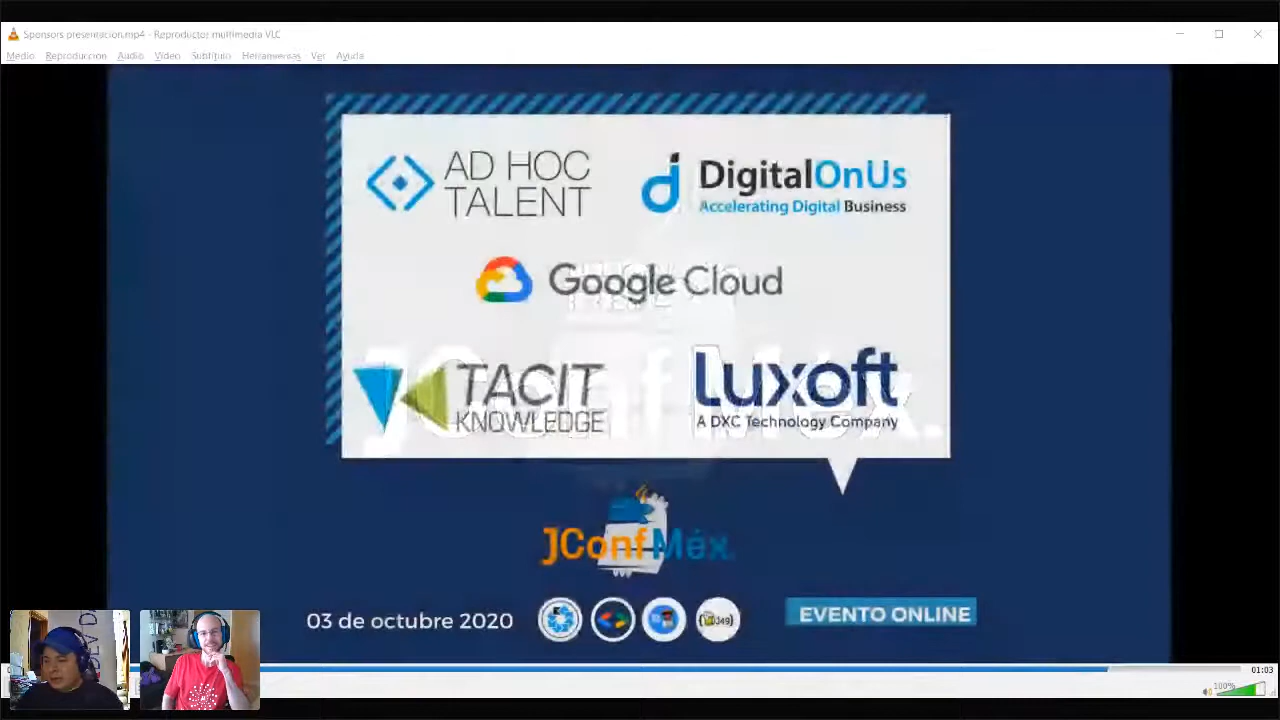 Sponsors presentacion.mp4 - Reproductor multimedia VLC
Medio Reproducción Audio Vídeo Subtítulo Herramientas Ver Ayuda
AD HOC
TALENT
DigitalOnUs
Accelerating Digital Business
Google Cloud
TACIT
KNOWLEDGE
Luxoft
A DXC Technology Company
JConf Méx.
JConfMéx.
03 de octubre 2020
EVENTO ONLINE
01:03
100%